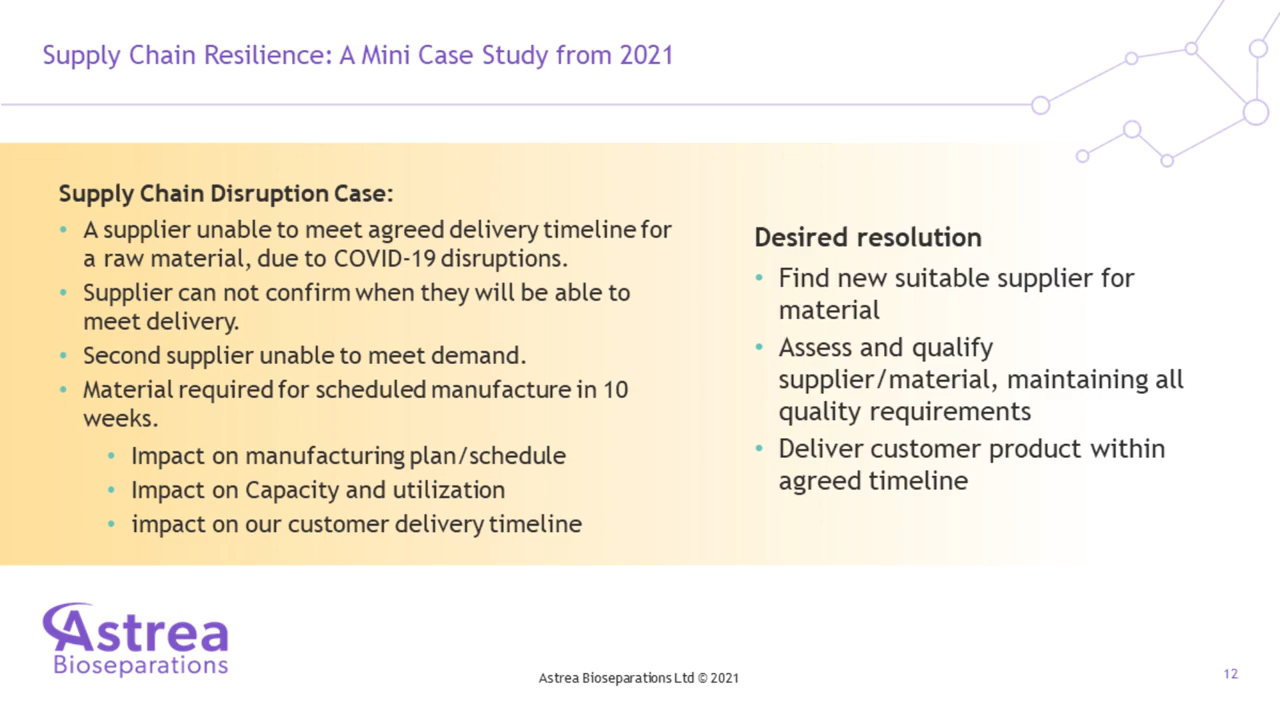 Supply Chain Resilience: A Mini Case Study from 2021
Supply Chain Disruption Case:
• A supplier unable to meet agreed delivery timeline for
a raw material, due to COVID-19 disruptions.
• Supplier can not confirm when they will be able to
meet delivery.
• Second supplier unable to meet demand.
• Material required for scheduled manufacture in 10
weeks.
• Impact on manufacturing plan/schedule
• Impact on Capacity and utilization
• impact on our customer delivery timeline
Desired resolution
• Find new suitable supplier for
material
• Assess and qualify
supplier/material, maintaining all
quality requirements
• Deliver customer product within
agreed timeline
Astrea
Bioseparations
Astrea Bioseparations Ltd © 2021
12